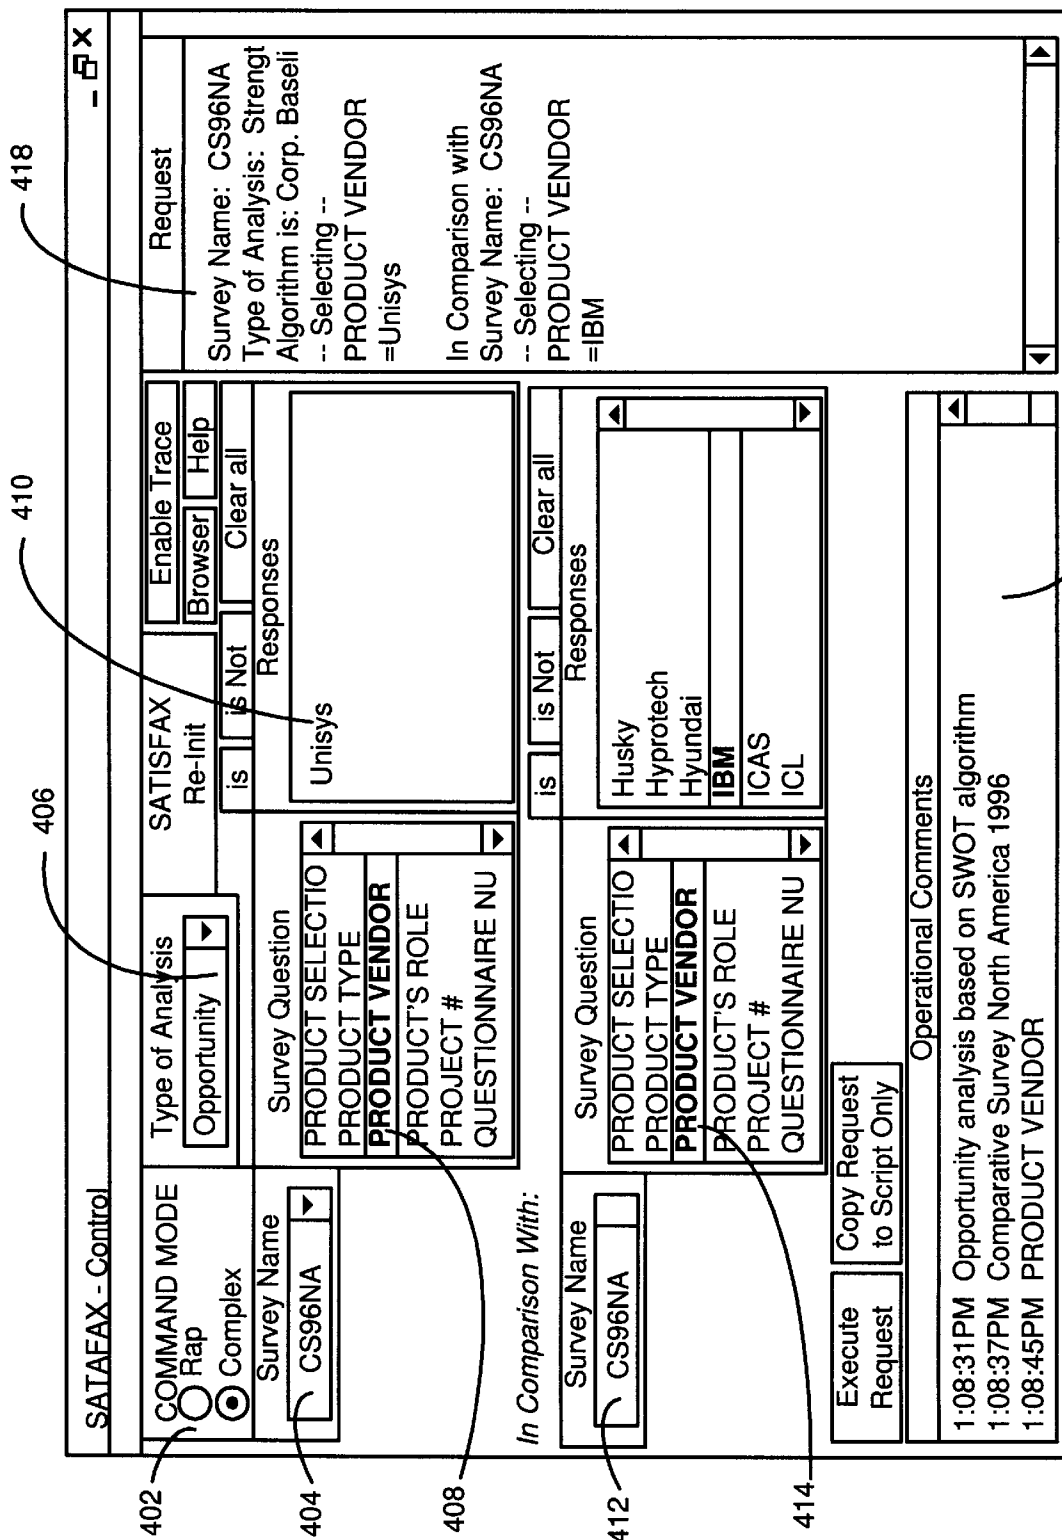 SATAFAX - Control
COMMAND MODE
Rap
Complex
Type of Analysis
Opportunity
SATISFAX
Re-Init
Enable Trace
Browser
Help
Request
Survey Name
CS96NA
Survey Question
PRODUCT SELECTIO
PRODUCT TYPE
PRODUCT VENDOR
PRODUCT'S ROLE
PROJECT #
QUESTIONNAIRE NU
is
is Not
Clear all
Responses
Unisys
In Comparison With:
Survey Name
CS96NA
Survey Question
PRODUCT SELECTIO
PRODUCT TYPE
PRODUCT VENDOR
PRODUCT'S ROLE
PROJECT #
QUESTIONNAIRE NU
is
is Not
Clear all
Responses
Husky
Hyprotech
Hyundai
IBM
ICAS
ICL
Survey Name: CS96NA
Type of Analysis: Strengt
Algorithm is: Corp. Baseli
-- Selecting --
PRODUCT VENDOR
=Unisys
In Comparison with
Survey Name: CS96NA
-- Selecting --
PRODUCT VENDOR
=IBM
Execute
Request
Copy Request
to Script Only
Operational Comments
1:08:31PM Opportunity analysis based on SWOT algorithm
1:08:37PM Comparative Survey North America 1996
1:08:45PM PRODUCT VENDOR
402
404
406
408
410
412
414
418